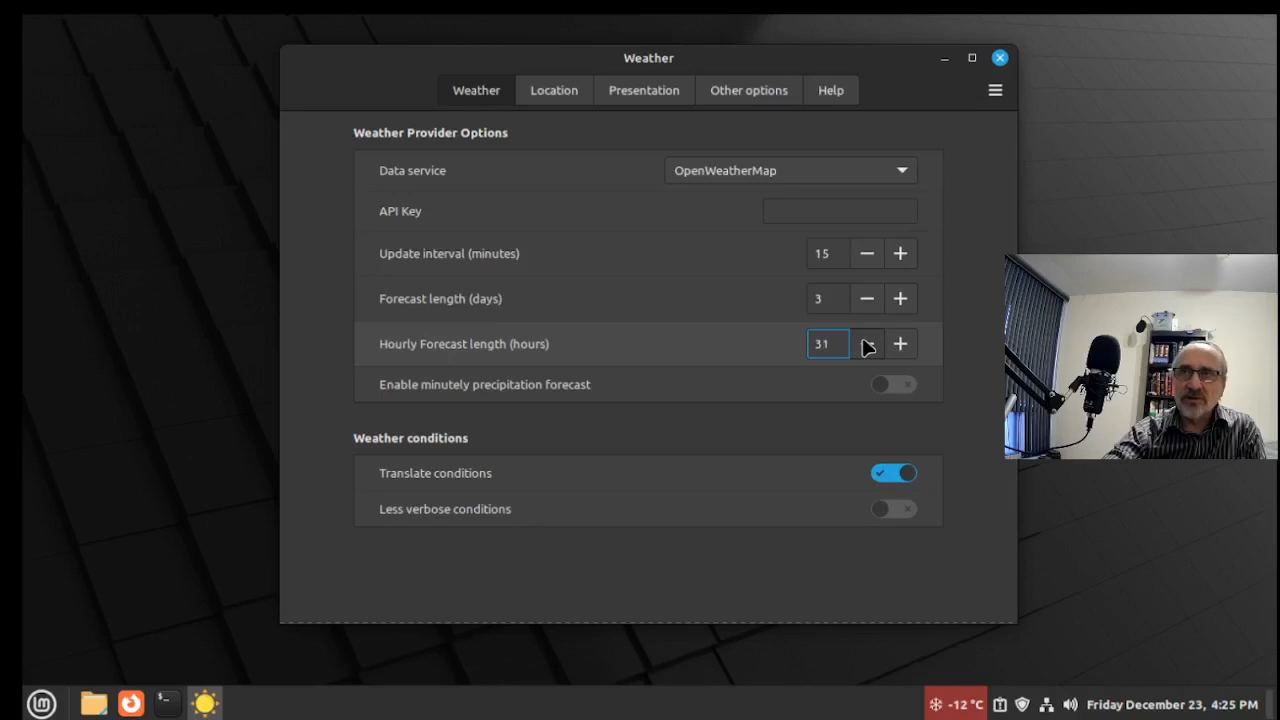 Weather
Weather Location Presentation Other options Help
Weather Provider Options
Data service OpenWeatherMap
API Key
Update interval (minutes) 15
Forecast length (days) 3
Hourly Forecast length (hours) 31
Enable minutely precipitation forecast
Weather conditions
Translate conditions
Less verbose conditions
-12 °C Friday December 23, 4:25 PM